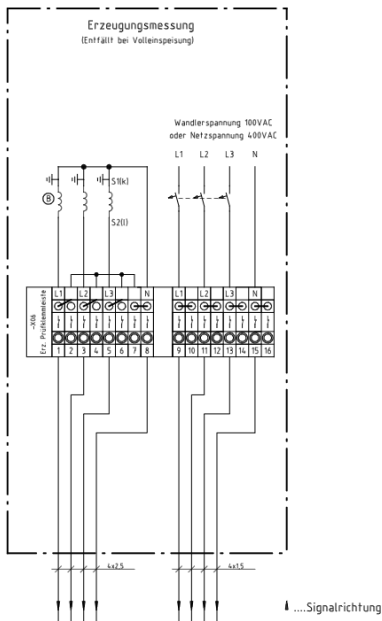 Erzeugungsmessung
(Entfällt bei Volleinspeisung)
Wandlerspannung 100VAC
oder Netzspannung 400VAC
L1 L2 L3 N
S1(k)
8
S2(l)
L1 L2 L3 N L1 L2 L3 N
-X06
Erz. Prüfklemmleiste
1 2 3 4 5 6 7 8 9 10 11 12 13 14 15 16
4x2.5 4x1.5
....Signalrichtung